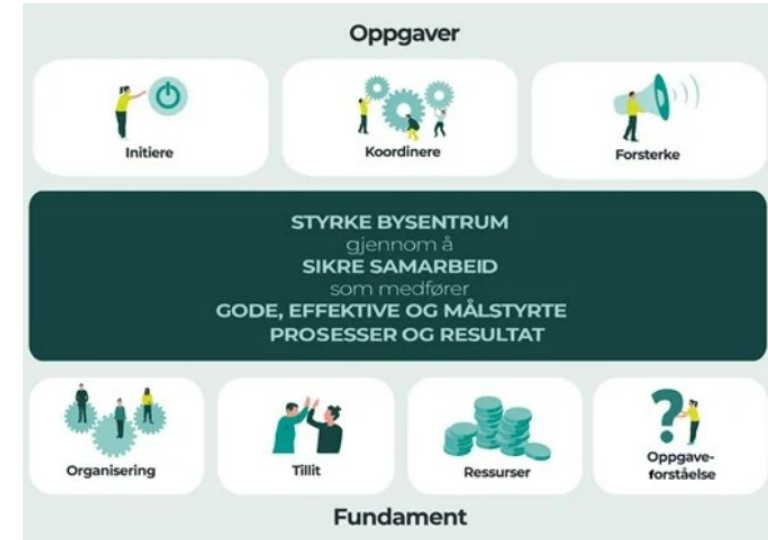 Oppgaver
Initiere
Koordinere
Forsterke
STYRKE BYSENTRUM
gjennom å
SIKRE SAMARBEID
som medfører
GODE, EFFEKTIVE OG MÅLSTYRTE
PROSESSER OG RESULTAT
Organisering
Tillit
Ressurser
Oppgave-
forståelse
Fundament